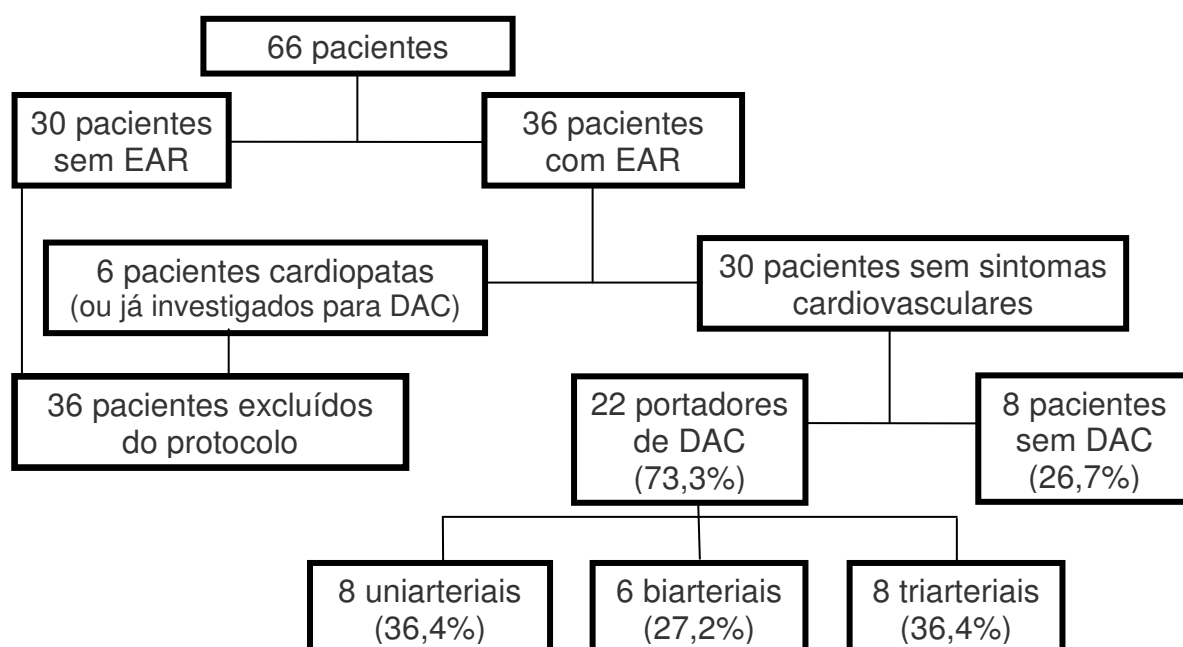 66 pacientes
30 pacientes
sem EAR
36 pacientes
com EAR
6 pacientes cardiopatas
(ou já investigados para DAC)
30 pacientes sem sintomas
cardiovasculares
36 pacientes excluídos
do protocolo
22 portadores
de DAC
(73,3%)
8 pacientes
sem DAC
(26,7%)
8 uniarteriais
(36,4%)
6 biarteriais
(27,2%)
8 triarteriais
(36,4%)